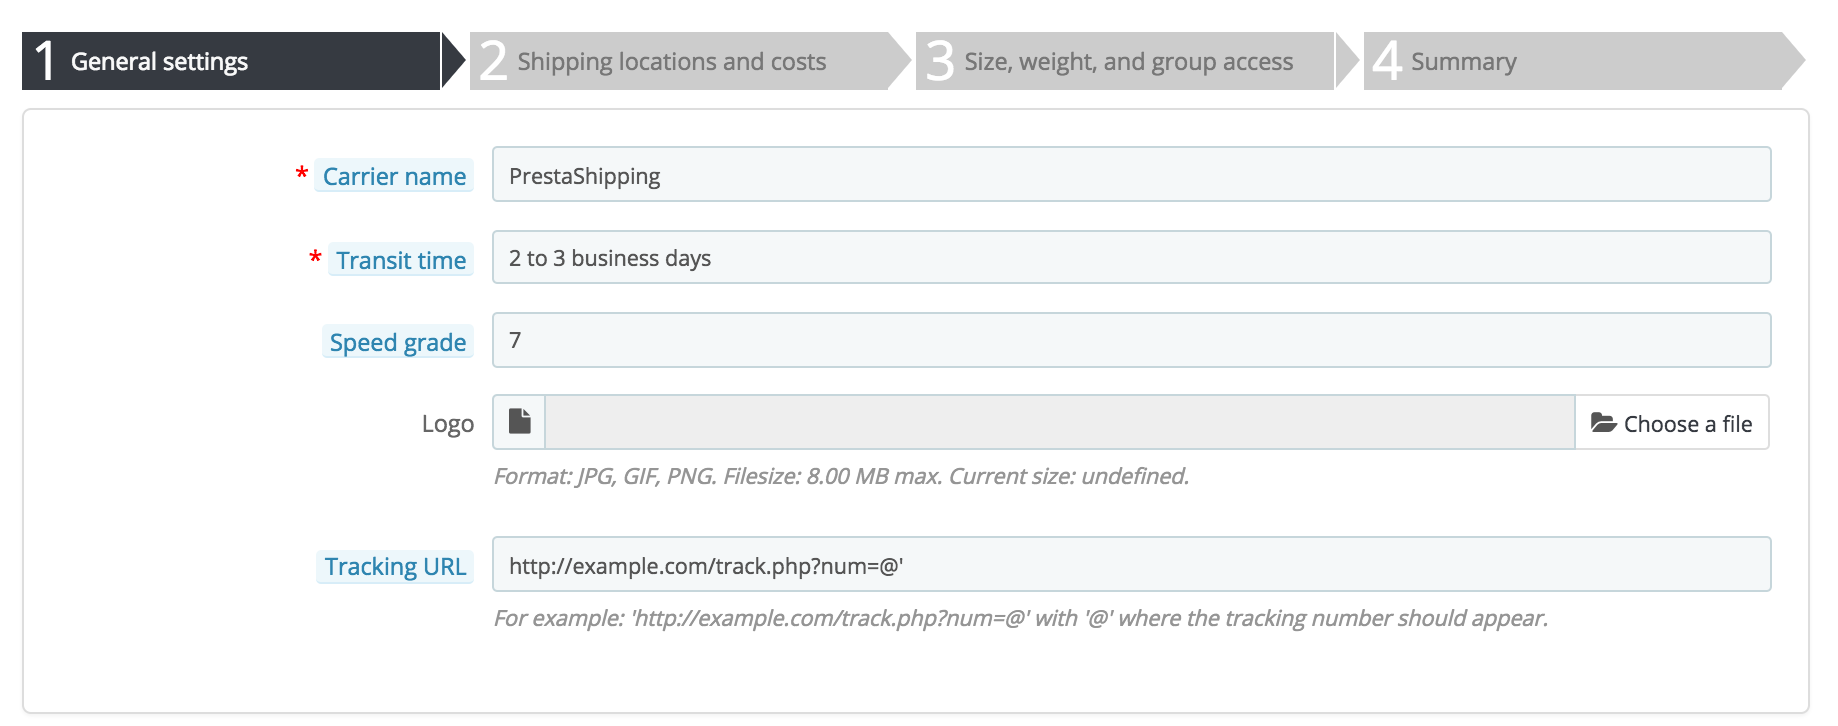 1 General settings
2 Shipping locations and costs
3 Size, weight, and group access
4 Summary
* Carrier name
PrestaShipping
* Transit time
2 to 3 business days
Speed grade
7
Logo
Choose a file
Format: JPG, GIF, PNG. Filesize: 8.00 MB max. Current size: undefined.
Tracking URL
http://example.com/track.php?num=@'
For example: 'http://example.com/track.php?num=@' with '@' where the tracking number should appear.